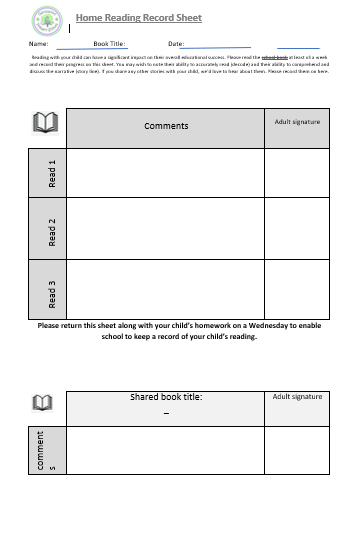 Home Reading Record Sheet
Name: Book Title: Date:
Reading with your child can have a significant impact on their overall educational success. Please read the school book at least x3 a week
and record their progress on this sheet. You may wish to note their ability to accurately read (decode) and their ability to comprehend and
discuss the narrative (story line). If you share any other stories with your child, we'd love to hear about them. Please record them on here.
Comments
Adult signature
Read 1
Read 2
Read 3
Please return this sheet along with your child's homework on a Wednesday to enable
school to keep a record of your child's reading.
Shared book title:
–
Adult signature
comment
s